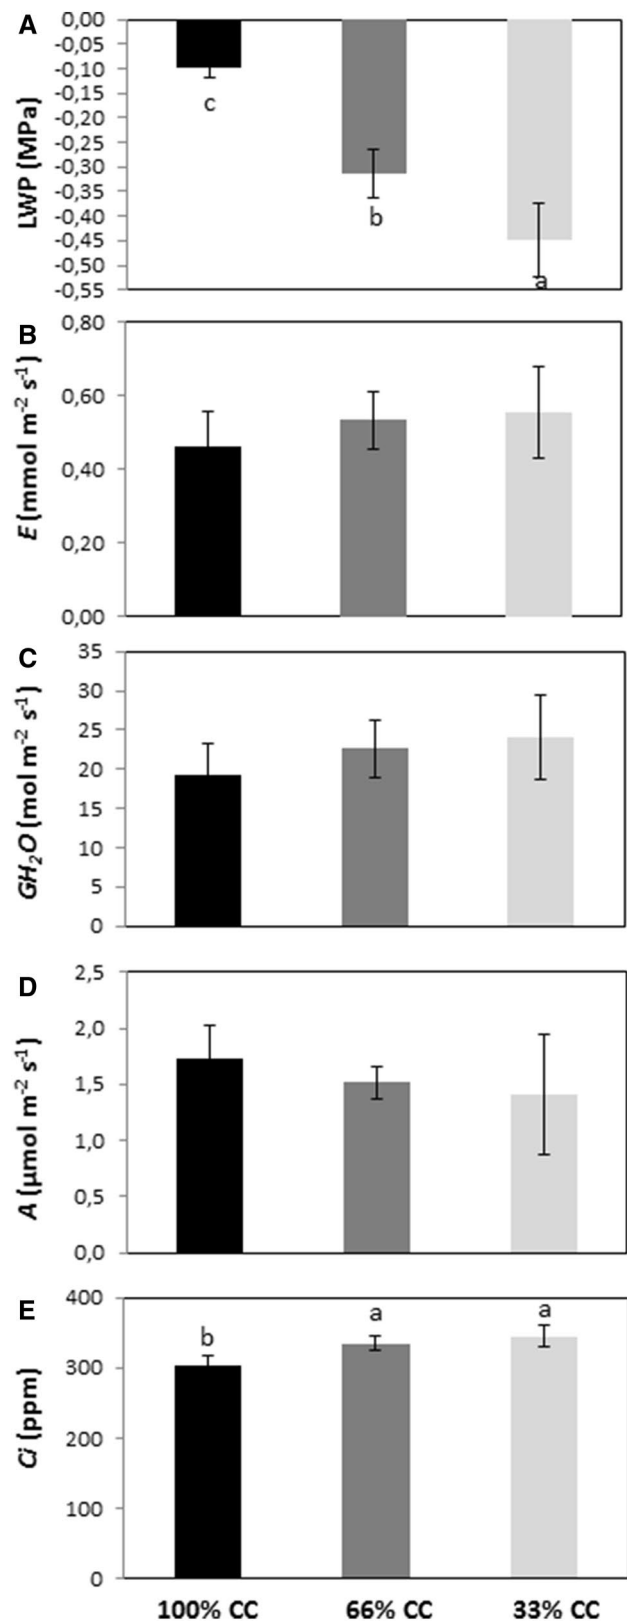 A
LWP (MPa)
0,00
-0,05
-0,10
-0,15
-0,20
-0,25
-0,30
-0,35
-0,40
-0,45
-0,50
-0,55
c
b
a
B
E (mmol m⁻² s⁻¹)
0,80
0,60
0,40
0,20
0,00
C
GH₂O (mol m⁻² s⁻¹)
35
30
25
20
15
10
5
0
D
A (μmol m⁻² s⁻¹)
2,5
2,0
1,5
1,0
0,5
0,0
E
Ci (ppm)
400
300
200
100
0
b
a
a
100% CC
66% CC
33% CC